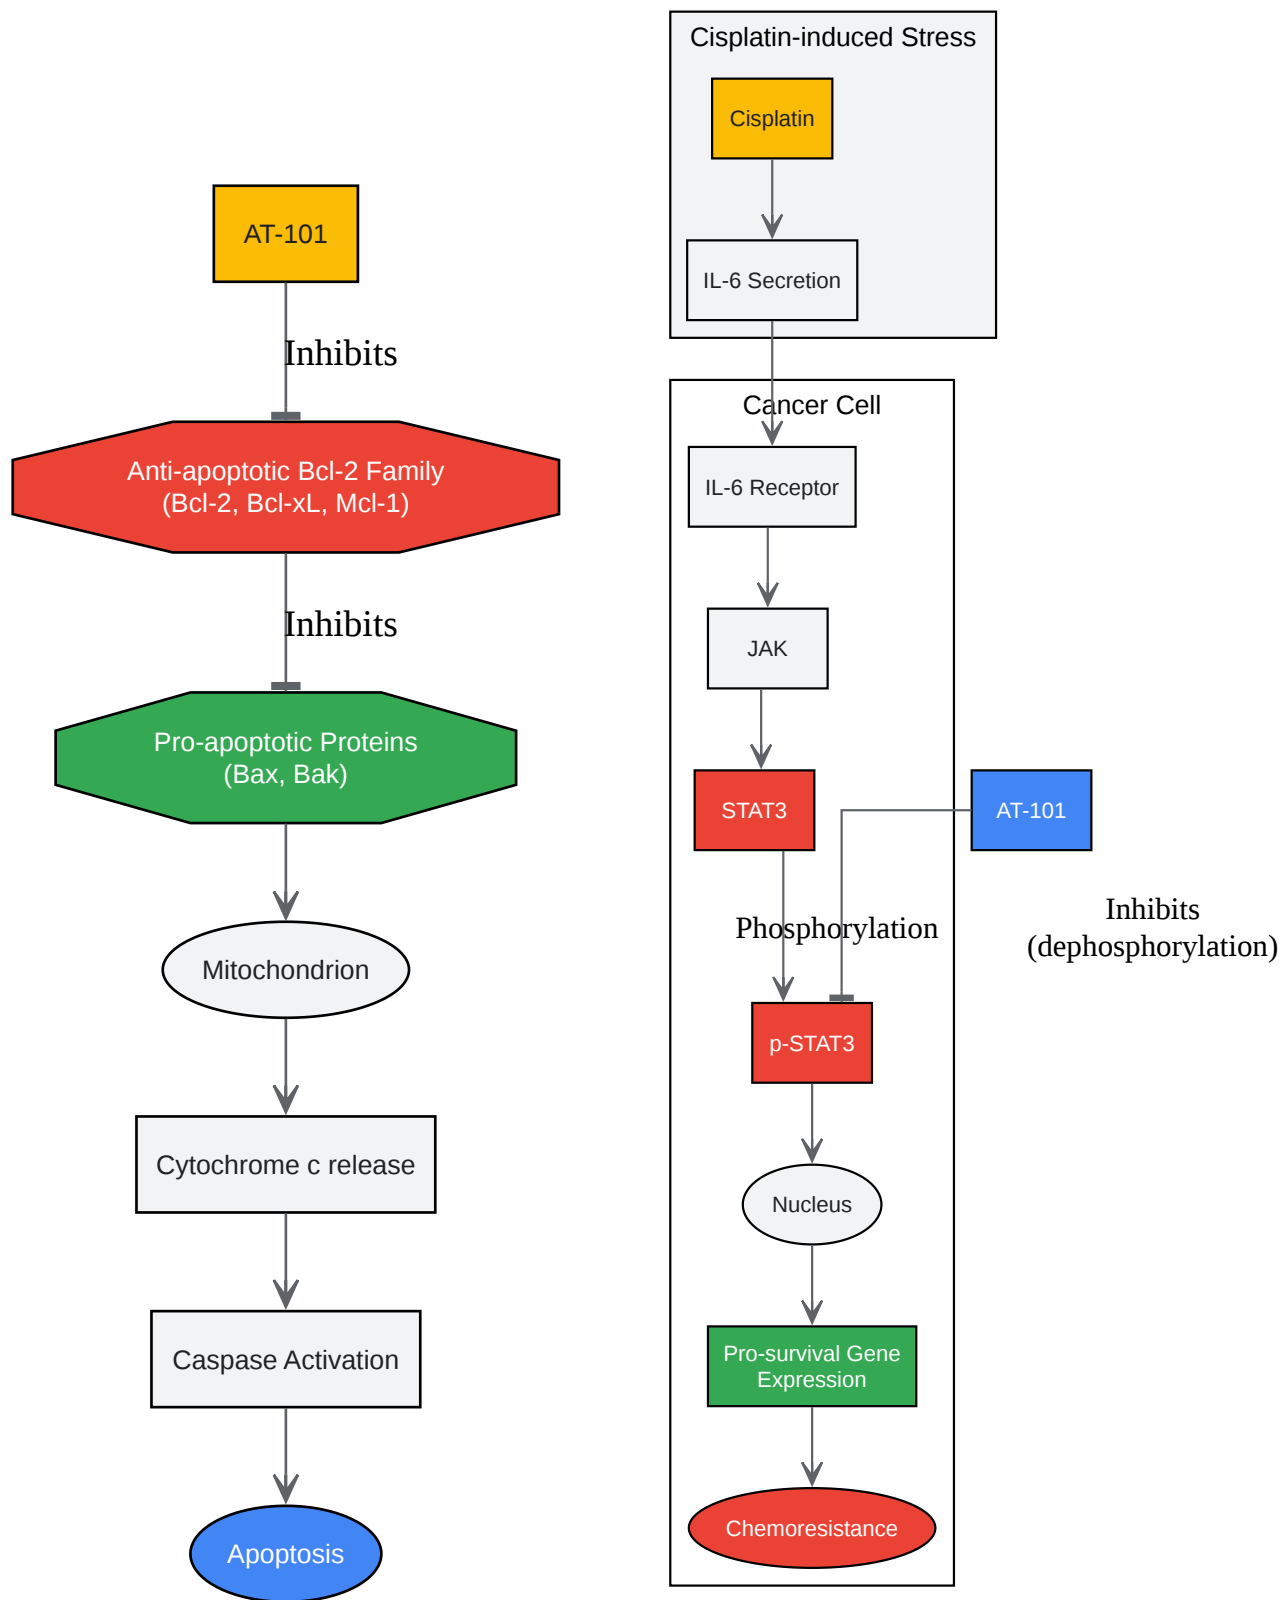 AT-101
Inhibits
Anti-apoptotic Bcl-2 Family
(Bcl-2, Bcl-xL, Mcl-1)
Inhibits
Pro-apoptotic Proteins
(Bax, Bak)
Mitochondrion
Cytochrome c release
Caspase Activation
Apoptosis
Cisplatin-induced Stress
Cisplatin
IL-6 Secretion
Cancer Cell
IL-6 Receptor
JAK
STAT3
AT-101
Phosphorylation
Inhibits
(dephosphorylation)
p-STAT3
Nucleus
Pro-survival Gene
Expression
Chemoresistance